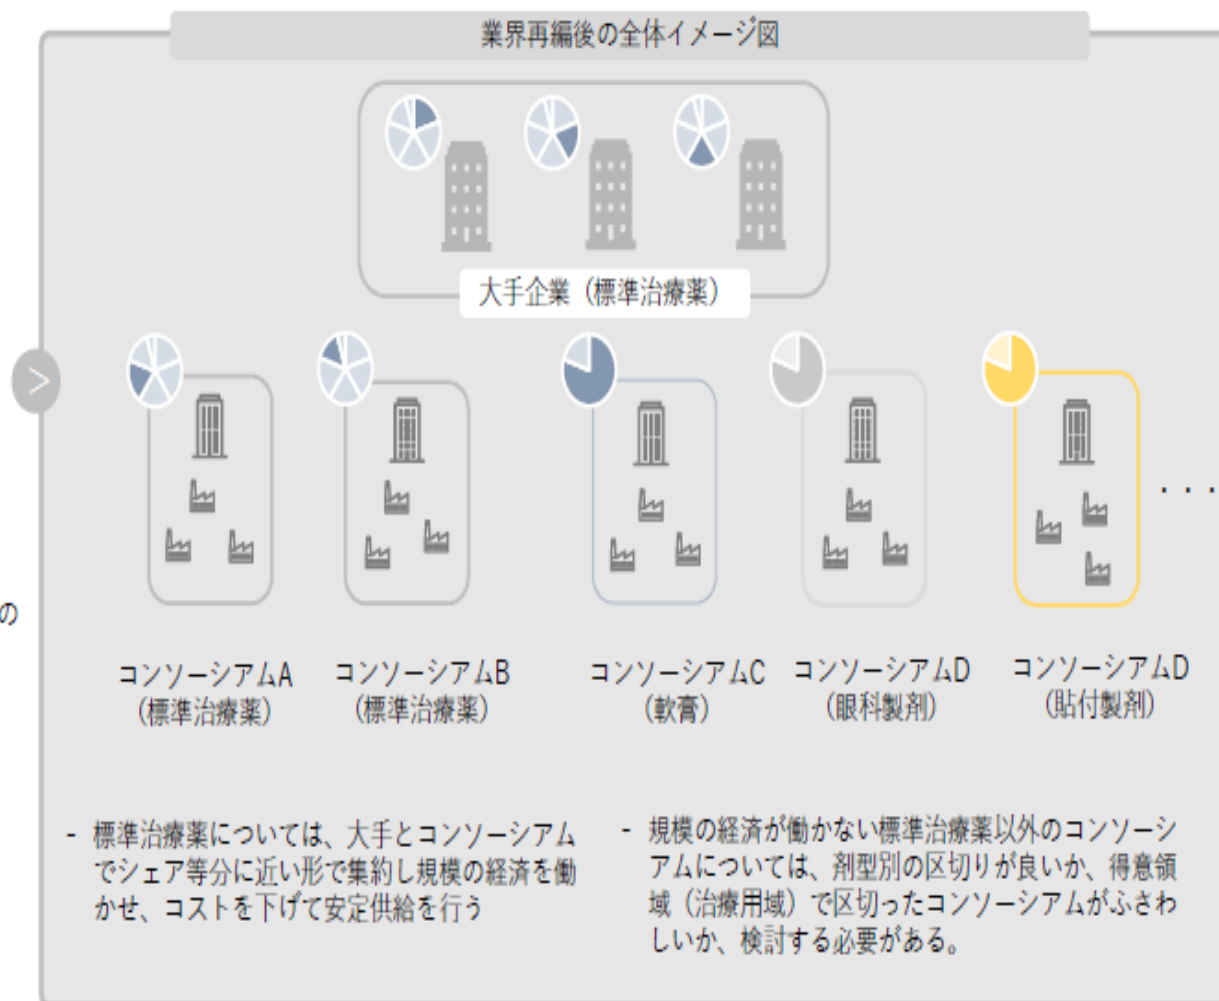 業界再編後の全体イメージ図
大手企業（標準治療薬）
>
の
コンソーシアムA
（標準治療薬）
コンソーシアムB
（標準治療薬）
コンソーシアムC
（軟膏）
コンソーシアムD
（眼科製剤）
コンソーシアムD
（貼付製剤）
・・・
- 標準治療薬については、大手とコンソーシアム
でシェア等分に近い形で集約し規模の経済を働
かせ、コストを下げて安定供給を行う
- 規模の経済が働かない標準治療薬以外のコンソーシ
アムについては、剤型別の区切りが良いか、得意領
域（治療用域）で区切ったコンソーシアムがふさわ
しいか、検討する必要がある。